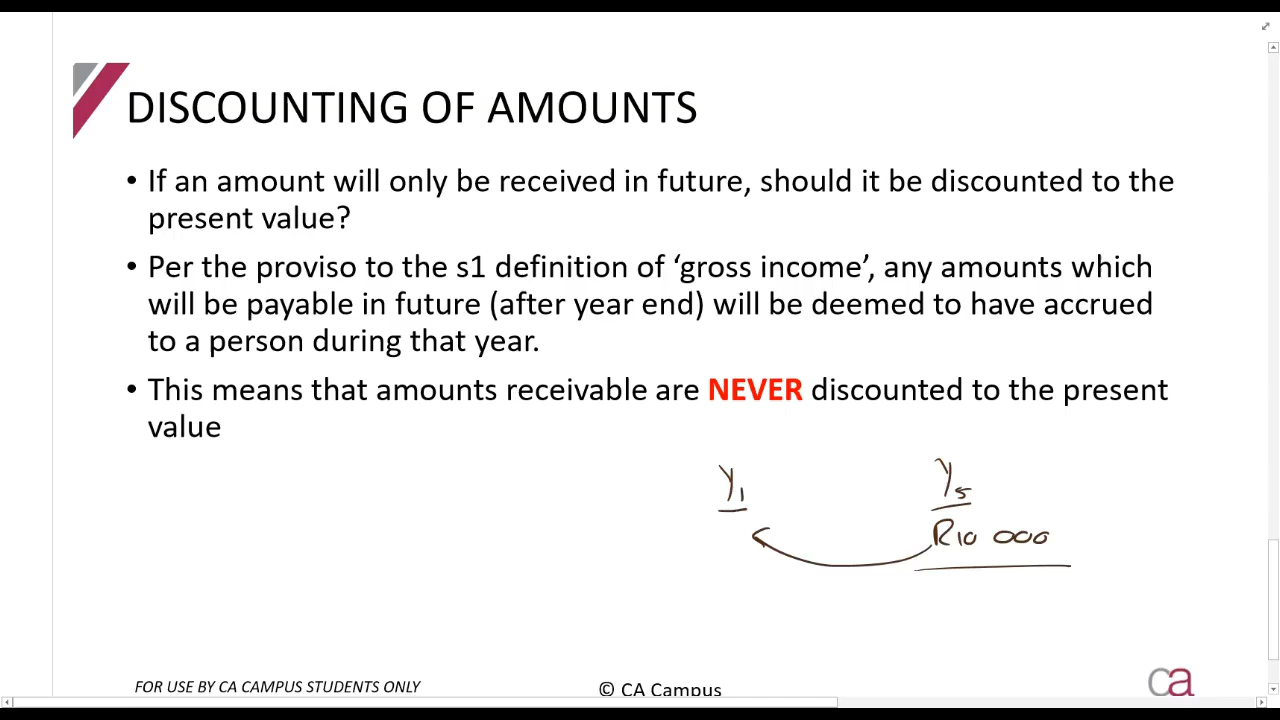 DISCOUNTING OF AMOUNTS
• If an amount will only be received in future, should it be discounted to the
present value?
• Per the proviso to the s1 definition of ‘gross income’, any amounts which
will be payable in future (after year end) will be deemed to have accrued
to a person during that year.
• This means that amounts receivable are NEVER discounted to the present
value
Y1 Y5
R10 000
FOR USE BY CA CAMPUS STUDENTS ONLY
© CA Campus
ca